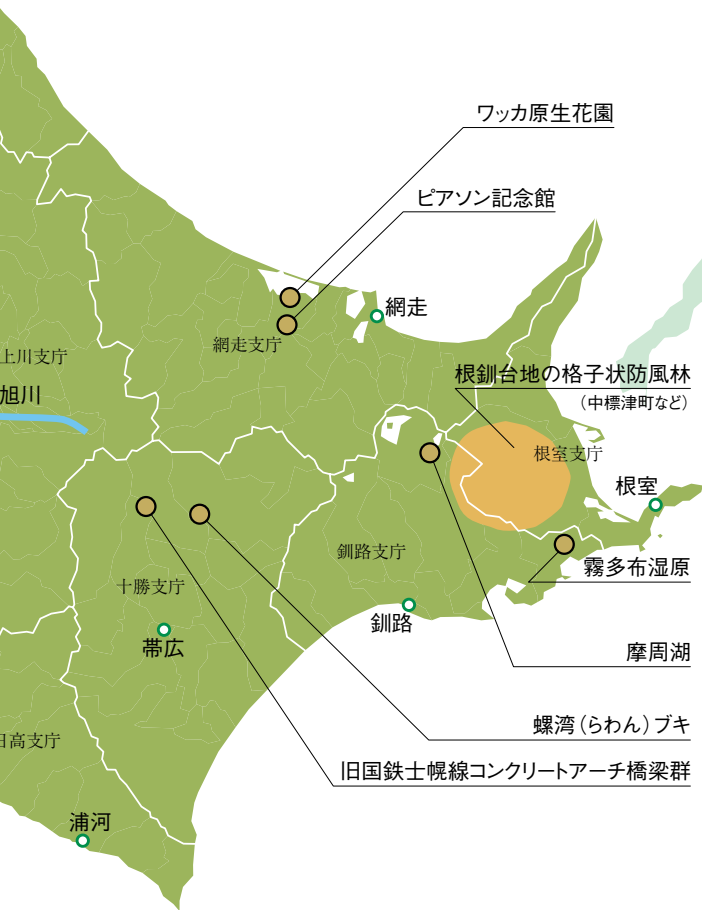 ワッカ原生花園
ピアソン記念館
網走
網走支庁
上川支庁
旭川
根釧台地の格子状防風林
（中標津町など）
根室支庁
根室
釧路支庁
霧多布湿原
十勝支庁
釧路
帯広
摩周湖
螺湾（らわん）ブキ
日高支庁
旧国鉄士幌線コンクリートアーチ橋梁群
浦河